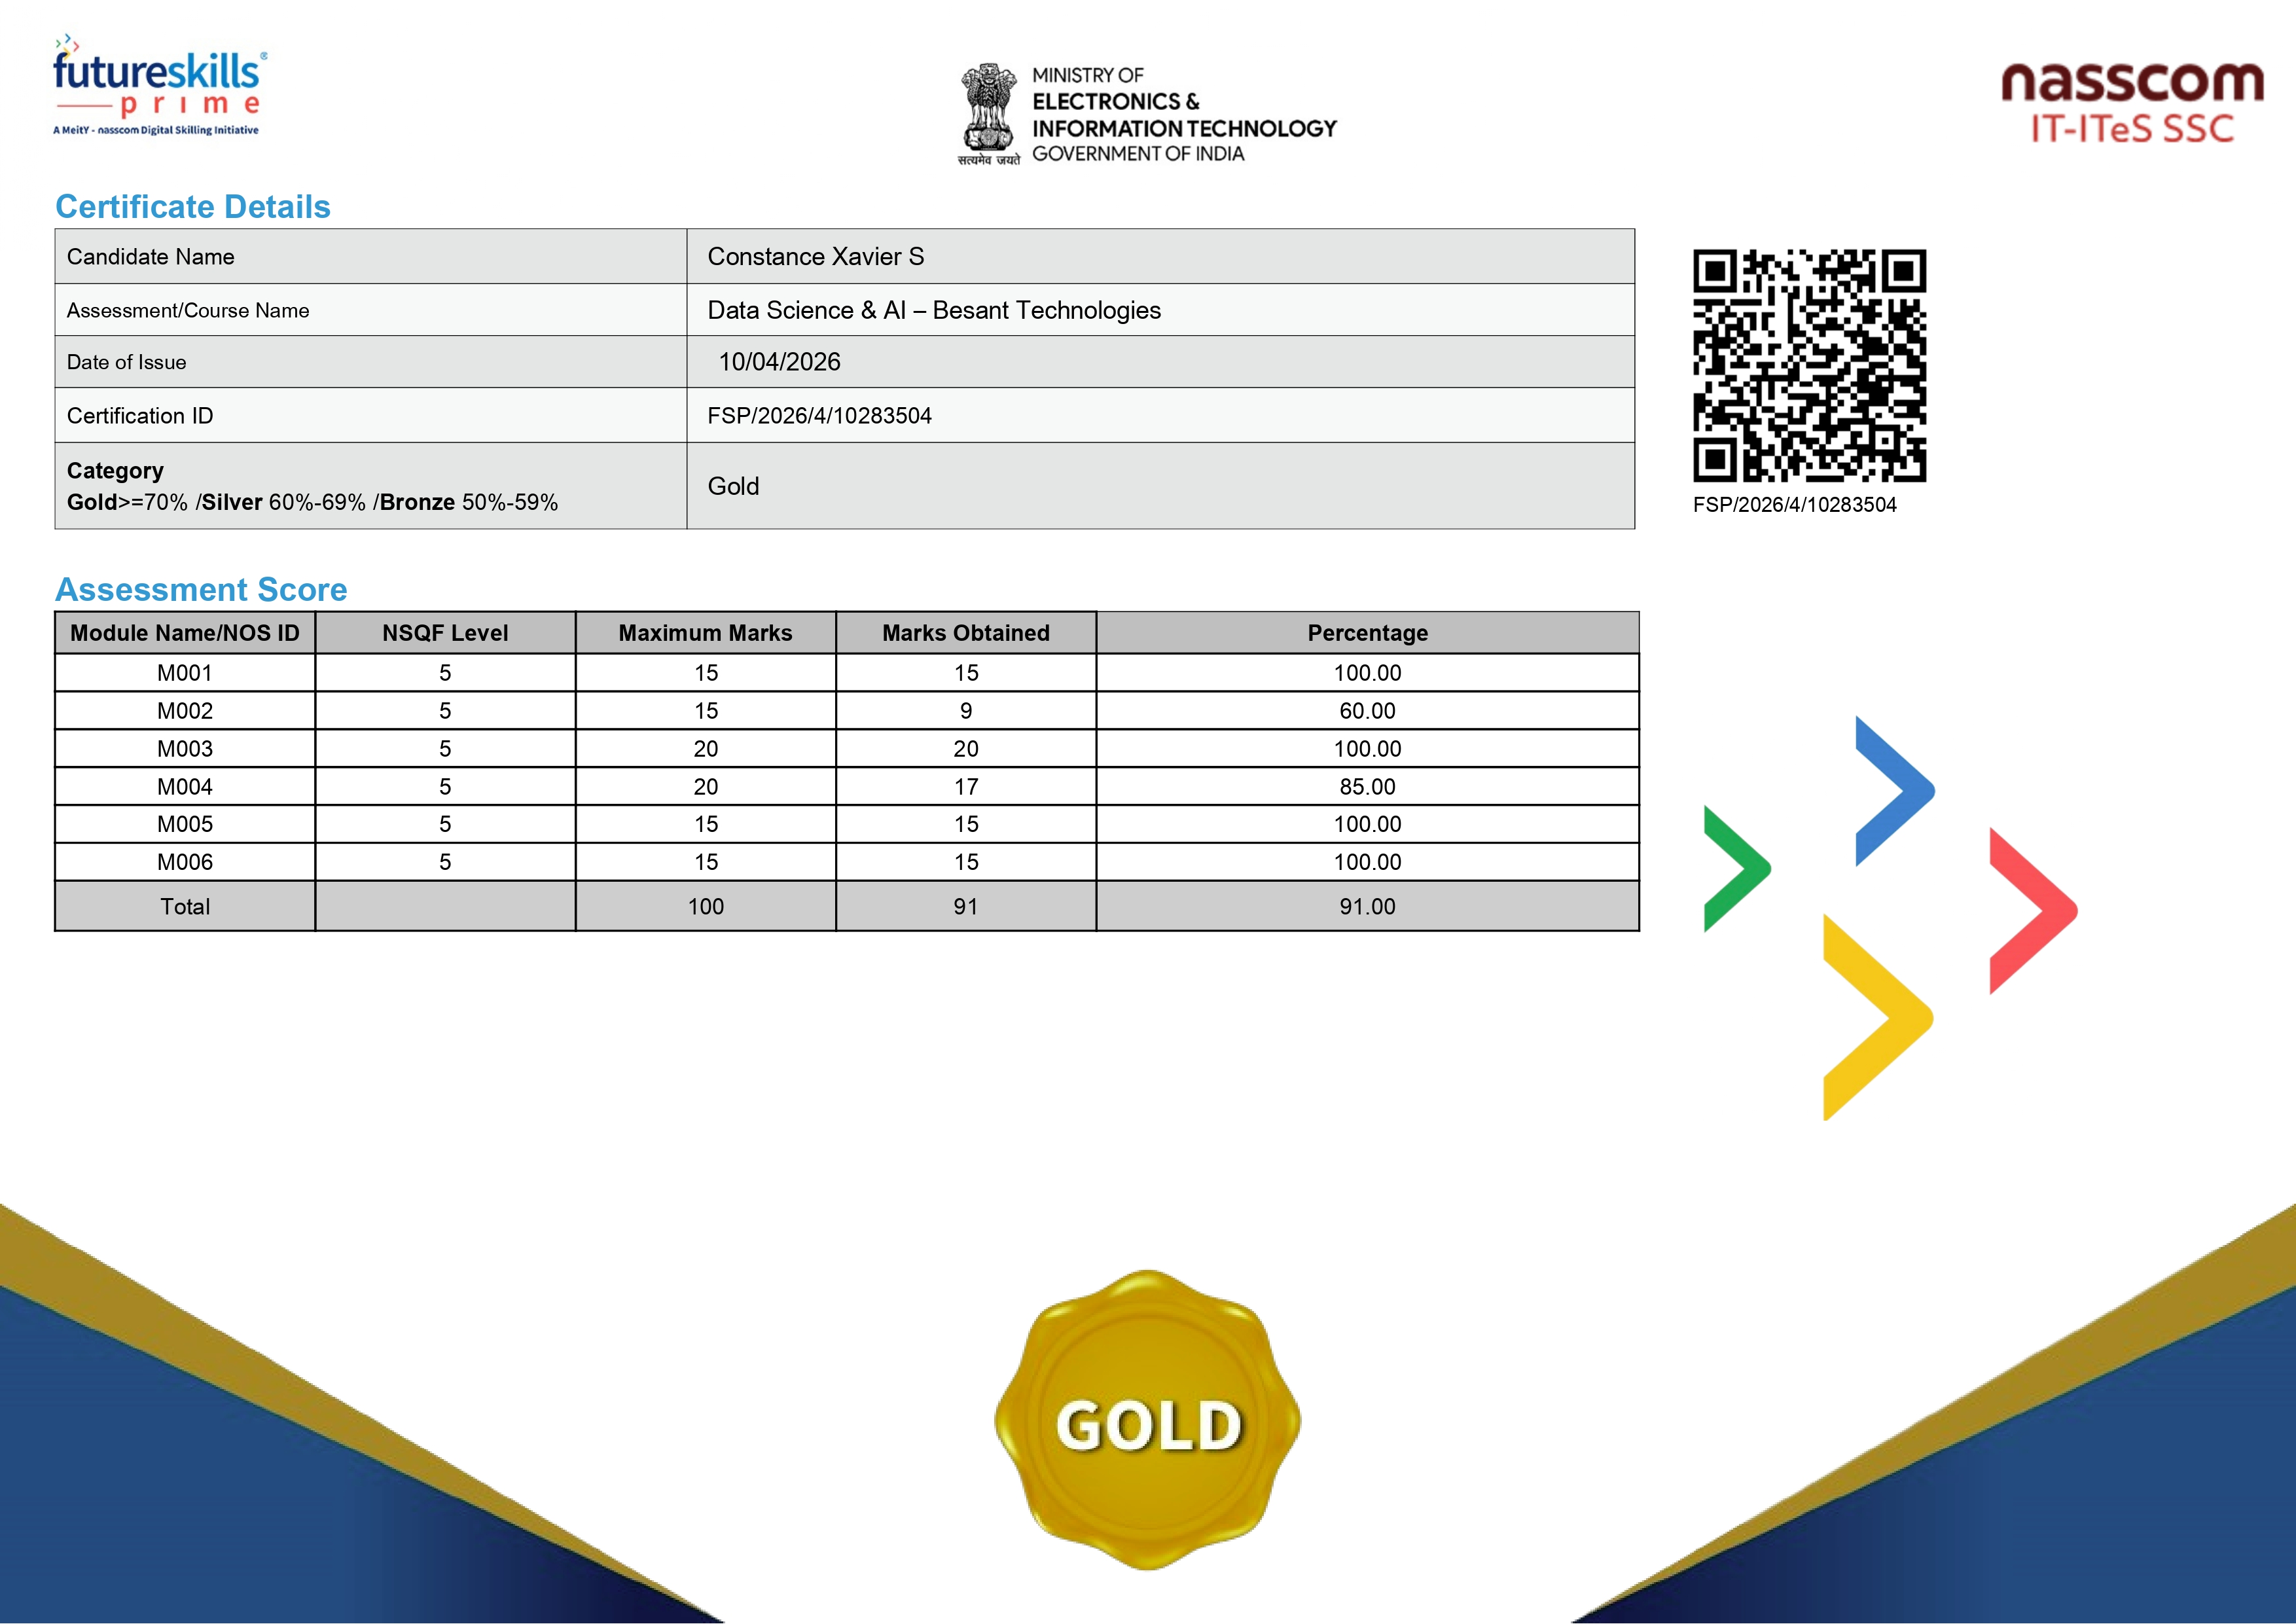 futureskills®
prime
A MeitY - nasscom Digital Skilling Initiative
सत्यमेव जयते
MINISTRY OF
ELECTRONICS &
INFORMATION TECHNOLOGY
GOVERNMENT OF INDIA
nasscom
IT-ITeS SSC
Certificate Details
Candidate Name Constance Xavier S
Assessment/Course Name Data Science & AI – Besant Technologies
Date of Issue 10/04/2026
Certification ID FSP/2026/4/10283504
Category
Gold>=70% /Silver 60%-69% /Bronze 50%-59% Gold
FSP/2026/4/10283504
Assessment Score
Module Name/NOS ID NSQF Level Maximum Marks Marks Obtained Percentage
M001 5 15 15 100.00
M002 5 15 9 60.00
M003 5 20 20 100.00
M004 5 20 17 85.00
M005 5 15 15 100.00
M006 5 15 15 100.00
Total 100 91 91.00
GOLD